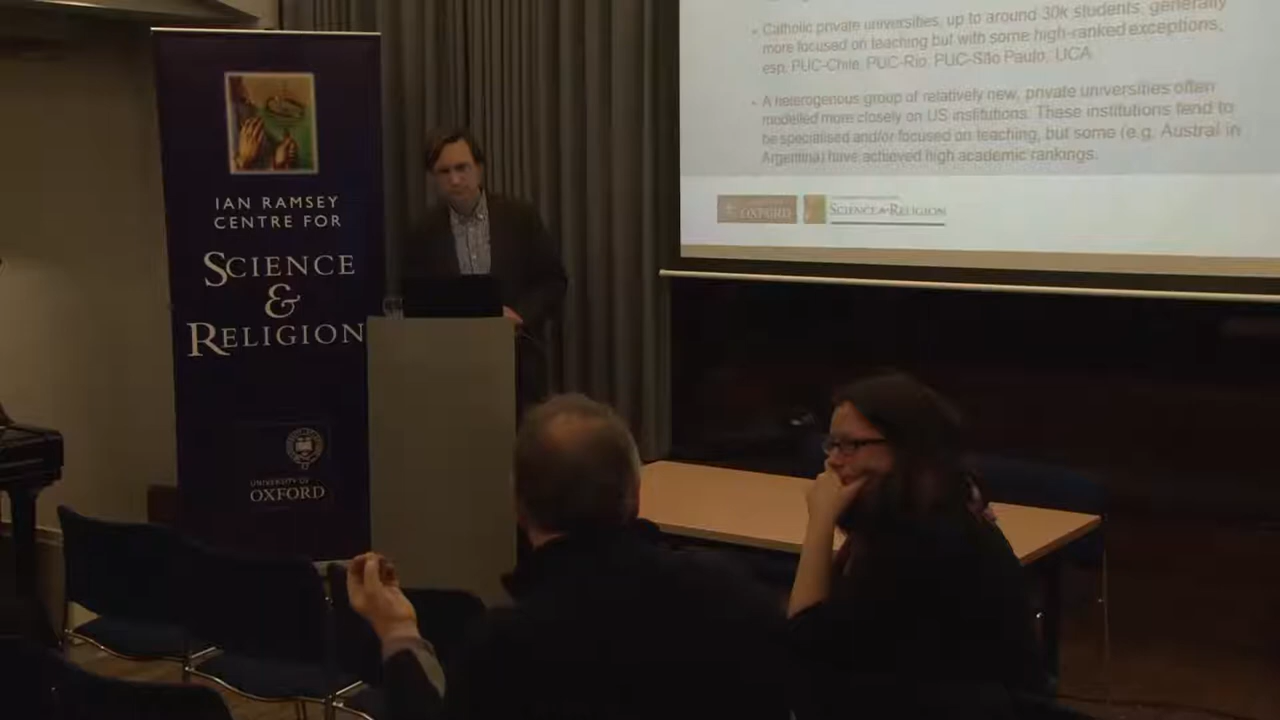 IAN RAMSEY
CENTRE FOR
SCIENCE
&
RELIGION
UNIVERSITY OF
OXFORD
- Catholic private universities, up to around 30k students, generally
more focused on teaching but with some high-ranked exceptions,
esp. PUC-Chile, PUC-Rio, PUC-São Paulo, UCA
- A heterogenous group of relatively new, private universities often
modelled more closely on US institutions. These institutions tend to
be specialised and/or focused on teaching, but some (e.g. Austral in
Argentina) have achieved high academic rankings.
OXFORD
SCIENCE & RELIGION